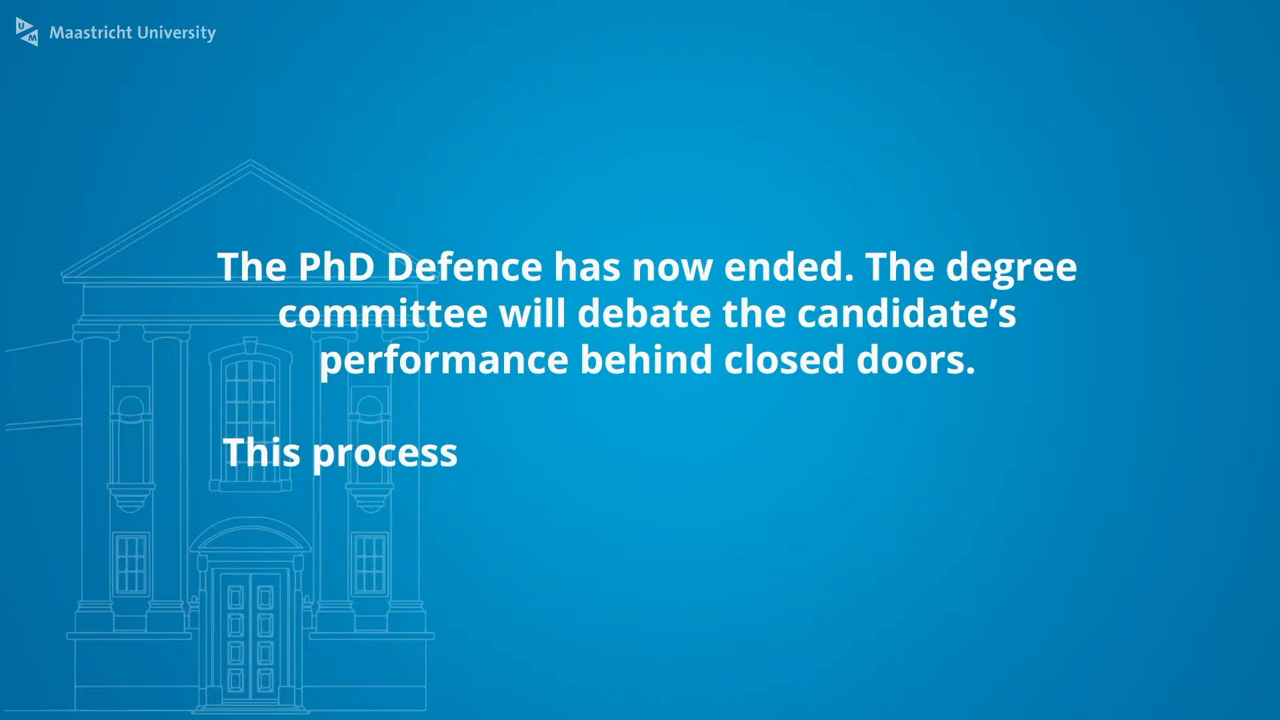 UM
Maastricht University
The PhD Defence has now ended. The degree
committee will debate the candidate’s
performance behind closed doors.
This process